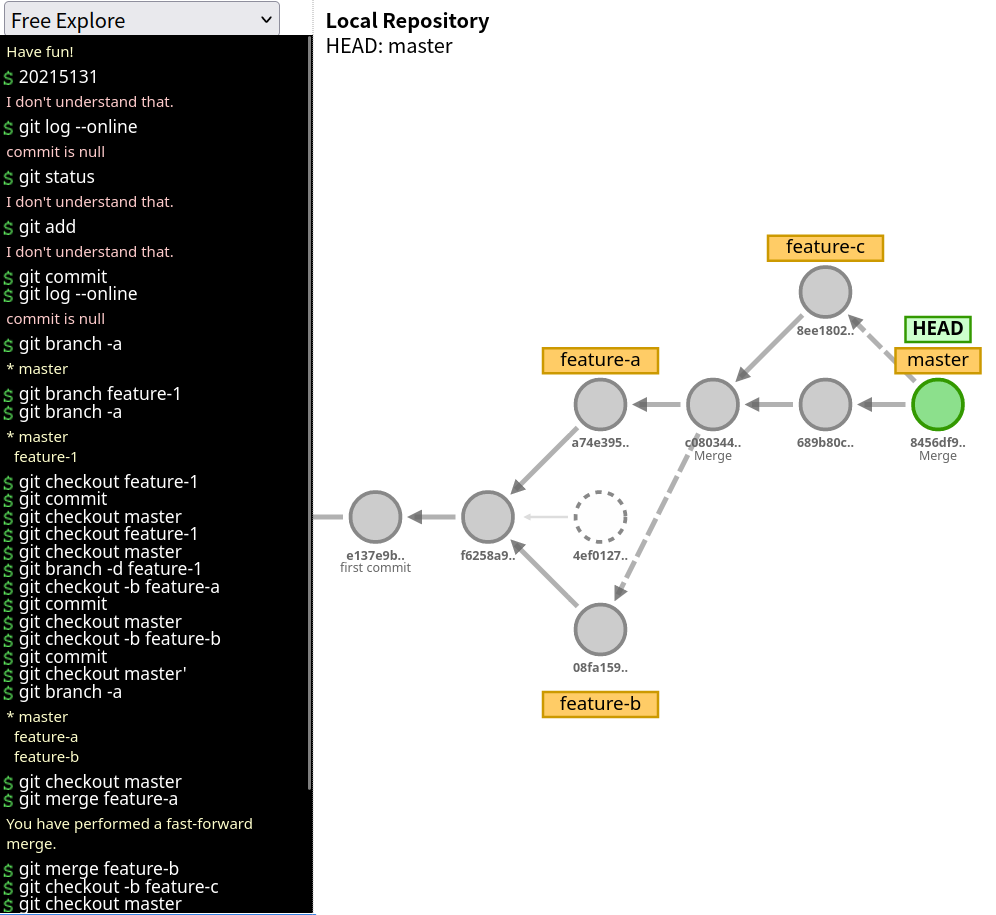 Free Explore
Have fun!
$ 20215131
I don't understand that.
$ git log --online
commit is null
$ git status
I don't understand that.
$ git add
I don't understand that.
$ git commit
$ git log --online
commit is null
$ git branch -a
* master
$ git branch feature-1
$ git branch -a
* master
feature-1
$ git checkout feature-1
$ git commit
$ git checkout master
$ git checkout feature-1
$ git checkout master
$ git branch -d feature-1
$ git checkout -b feature-a
$ git commit
$ git checkout master
$ git checkout -b feature-b
$ git commit
$ git checkout master'
$ git branch -a
* master
feature-a
feature-b
$ git checkout master
$ git merge feature-a
You have performed a fast-forward
merge.
$ git merge feature-b
$ git checkout -b feature-c
$ git checkout master
Local Repository
HEAD: master
feature-c
8ee1802..
HEAD
master
feature-a
a74e395..
c080344..
Merge
689b80c..
8456df9..
Merge
e137e9b..
first commit
f6258a9..
4ef0127..
08fa159..
feature-b